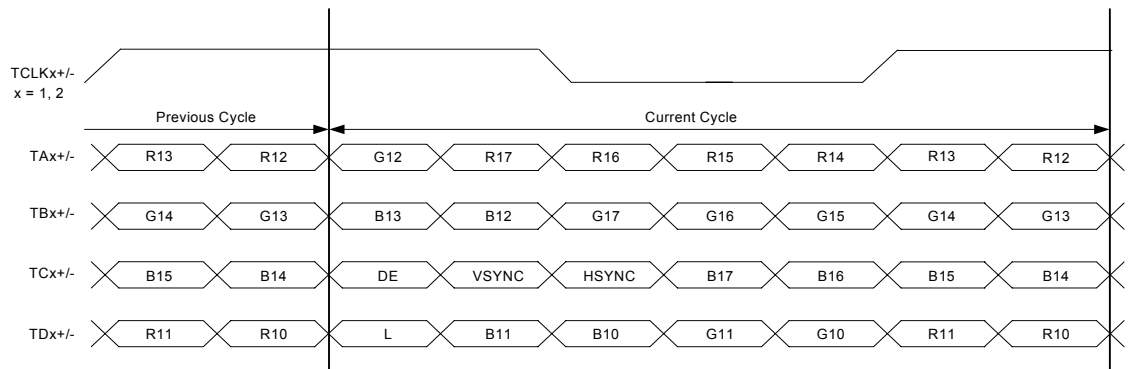 TCLKx+/-
x = 1, 2
Previous Cycle Current Cycle
TAx+/- R13 R12 G12 R17 R16 R15 R14 R13 R12
TBx+/- G14 G13 B13 B12 G17 G16 G15 G14 G13
TCx+/- B15 B14 DE VSYNC HSYNC B17 B16 B15 B14
TDx+/- R11 R10 L B11 B10 G11 G10 R11 R10